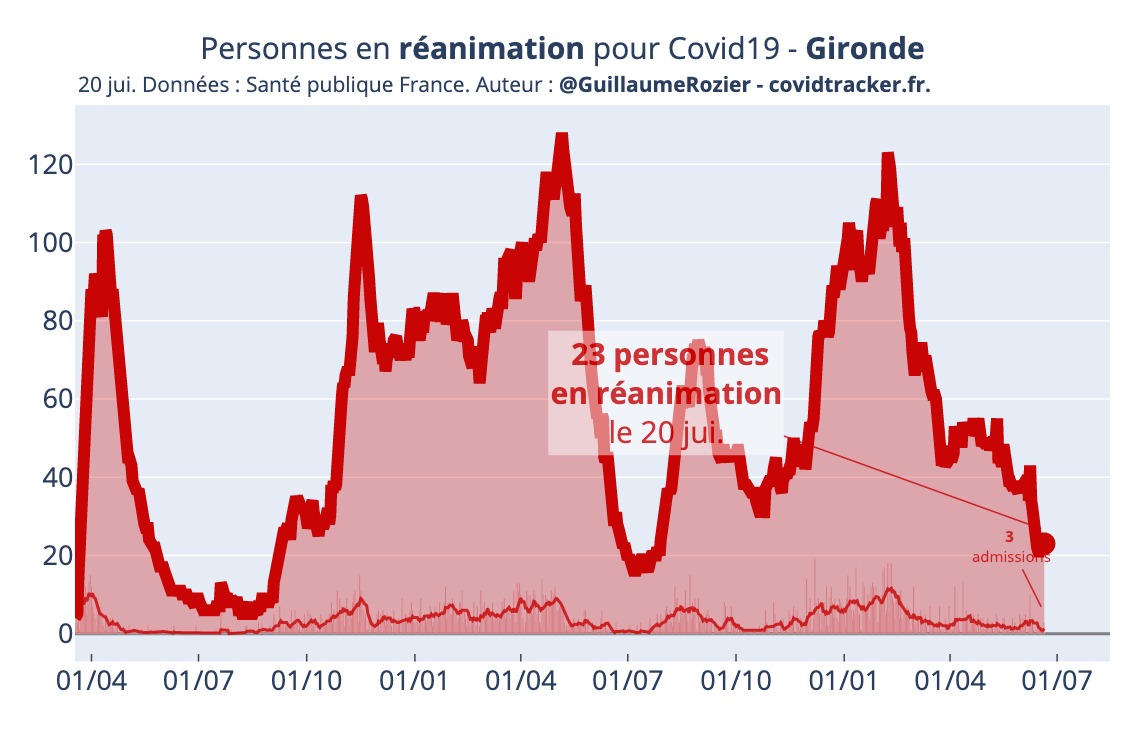 Personnes en réanimation pour Covid19 - Gironde
20 jui. Données : Santé publique France. Auteur : @GuillaumeRozier - covidtracker.fr.
120
100
80
60
40
20
0
23 personnes
en réanimation
le 20 jui.
3
admissions
01/04 01/07 01/10 01/01 01/04 01/07 01/10 01/01 01/04 01/07